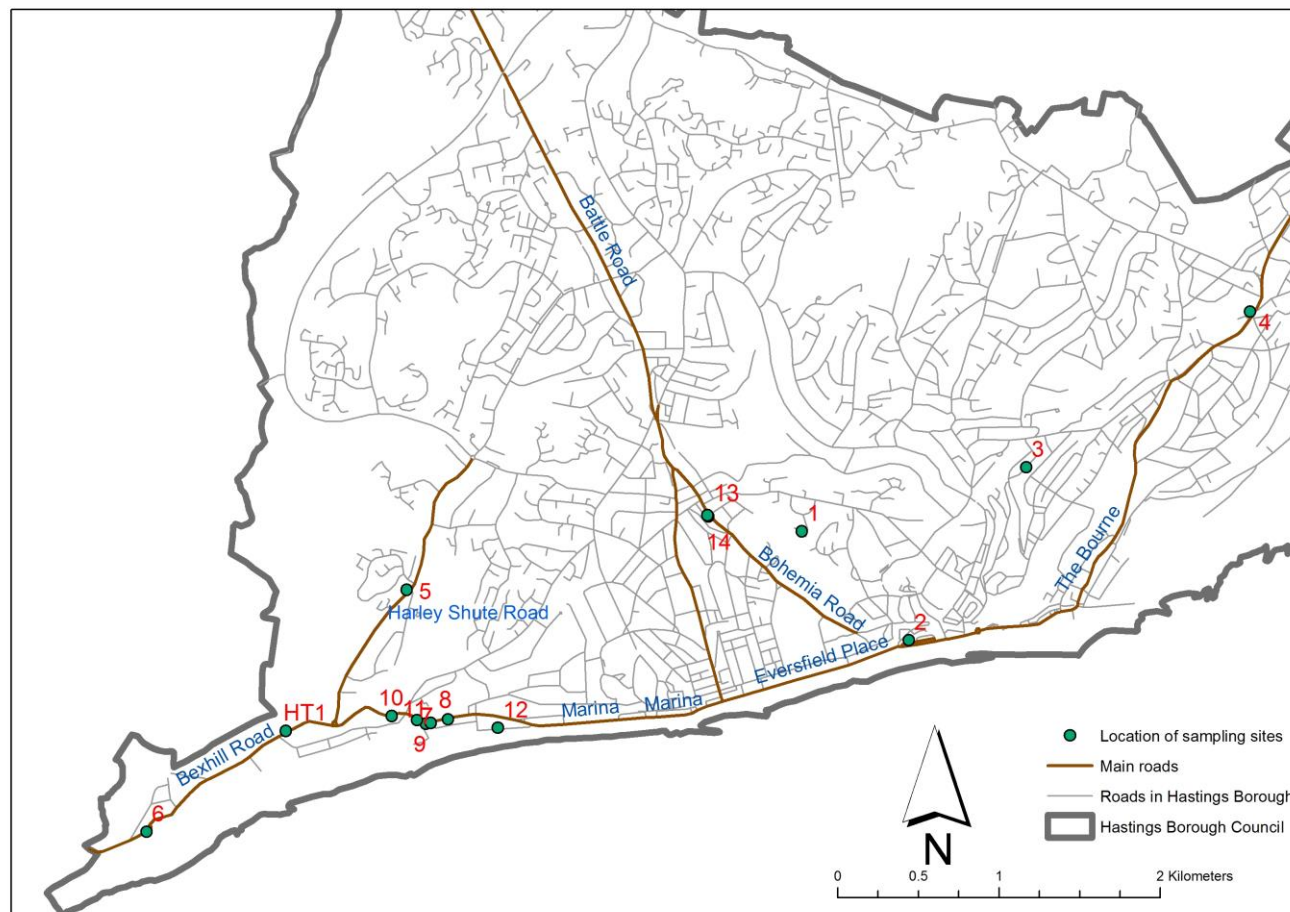 Battle Road
4
3
13
1
14
Bohemia Road
The Bourne
5
Harley Shute Road
2
Eversfield Place
Marina
Marina
10
11
7
8
12
9
HT1
Bexhill Road
6
N
Location of sampling sites
Main roads
Roads in Hastings Borough
Hastings Borough Council
0 0.5 1 2 Kilometers